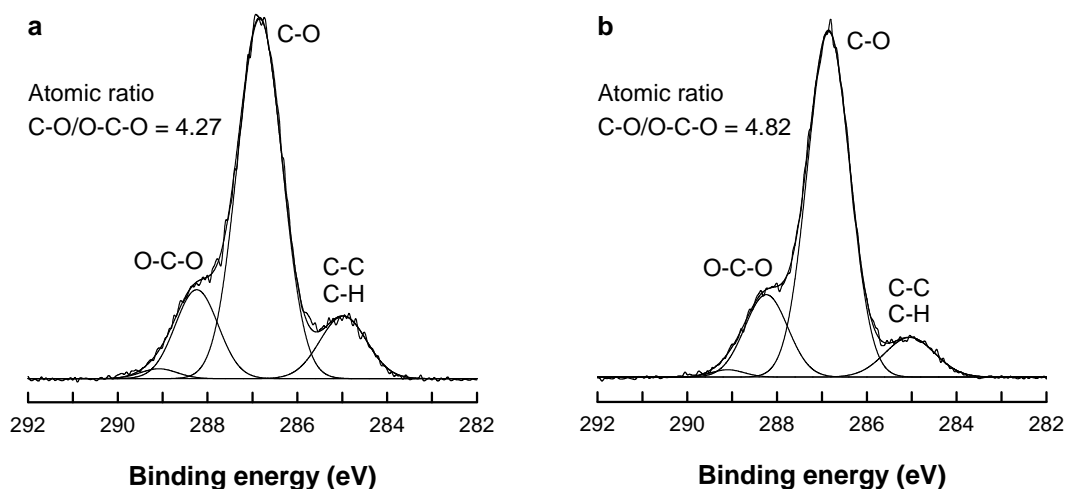 a
C-O
Atomic ratio
C-O/O-C-O = 4.27
O-C-O
C-C
C-H
292 290 288 286 284 282
Binding energy (eV)
b
C-O
Atomic ratio
C-O/O-C-O = 4.82
O-C-O
C-C
C-H
292 290 288 286 284 282
Binding energy (eV)